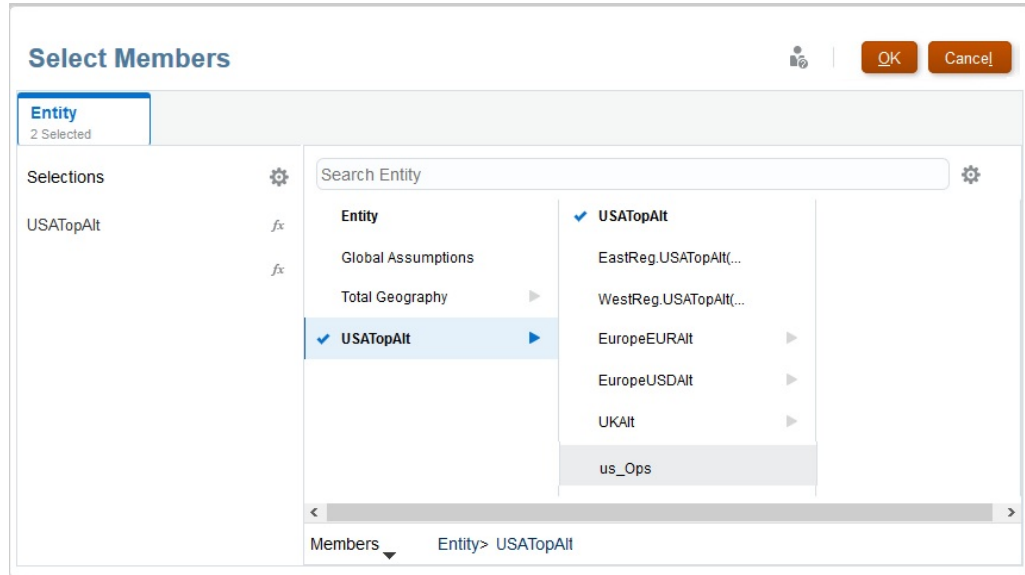 Select Members
OK
Cancel
Entity
2 Selected
Selections
USATopAlt
fx
fx
Search Entity
Entity
Global Assumptions
Total Geography
USATopAlt
USATopAlt
EastReg.USATopAlt(...
WestReg.USATopAlt(...
EuropeEURAlt
EuropeUSDAlt
UKAlt
us_Ops
Members
Entity> USATopAlt